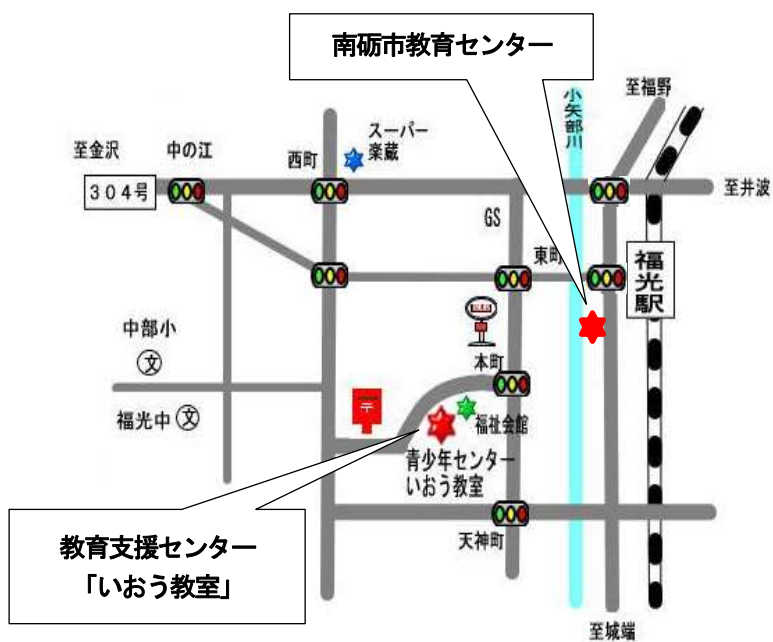 南砺市教育センター
小矢部川
至福野
スーパー
楽蔵
至金沢
中の江
西町
304号
至井波
GS
東町
福光駅
中部小
文
本町
〒
福光中
文
福祉会館
青少年センター
いおう教室
天神町
教育支援センター
「いおう教室」
至城端